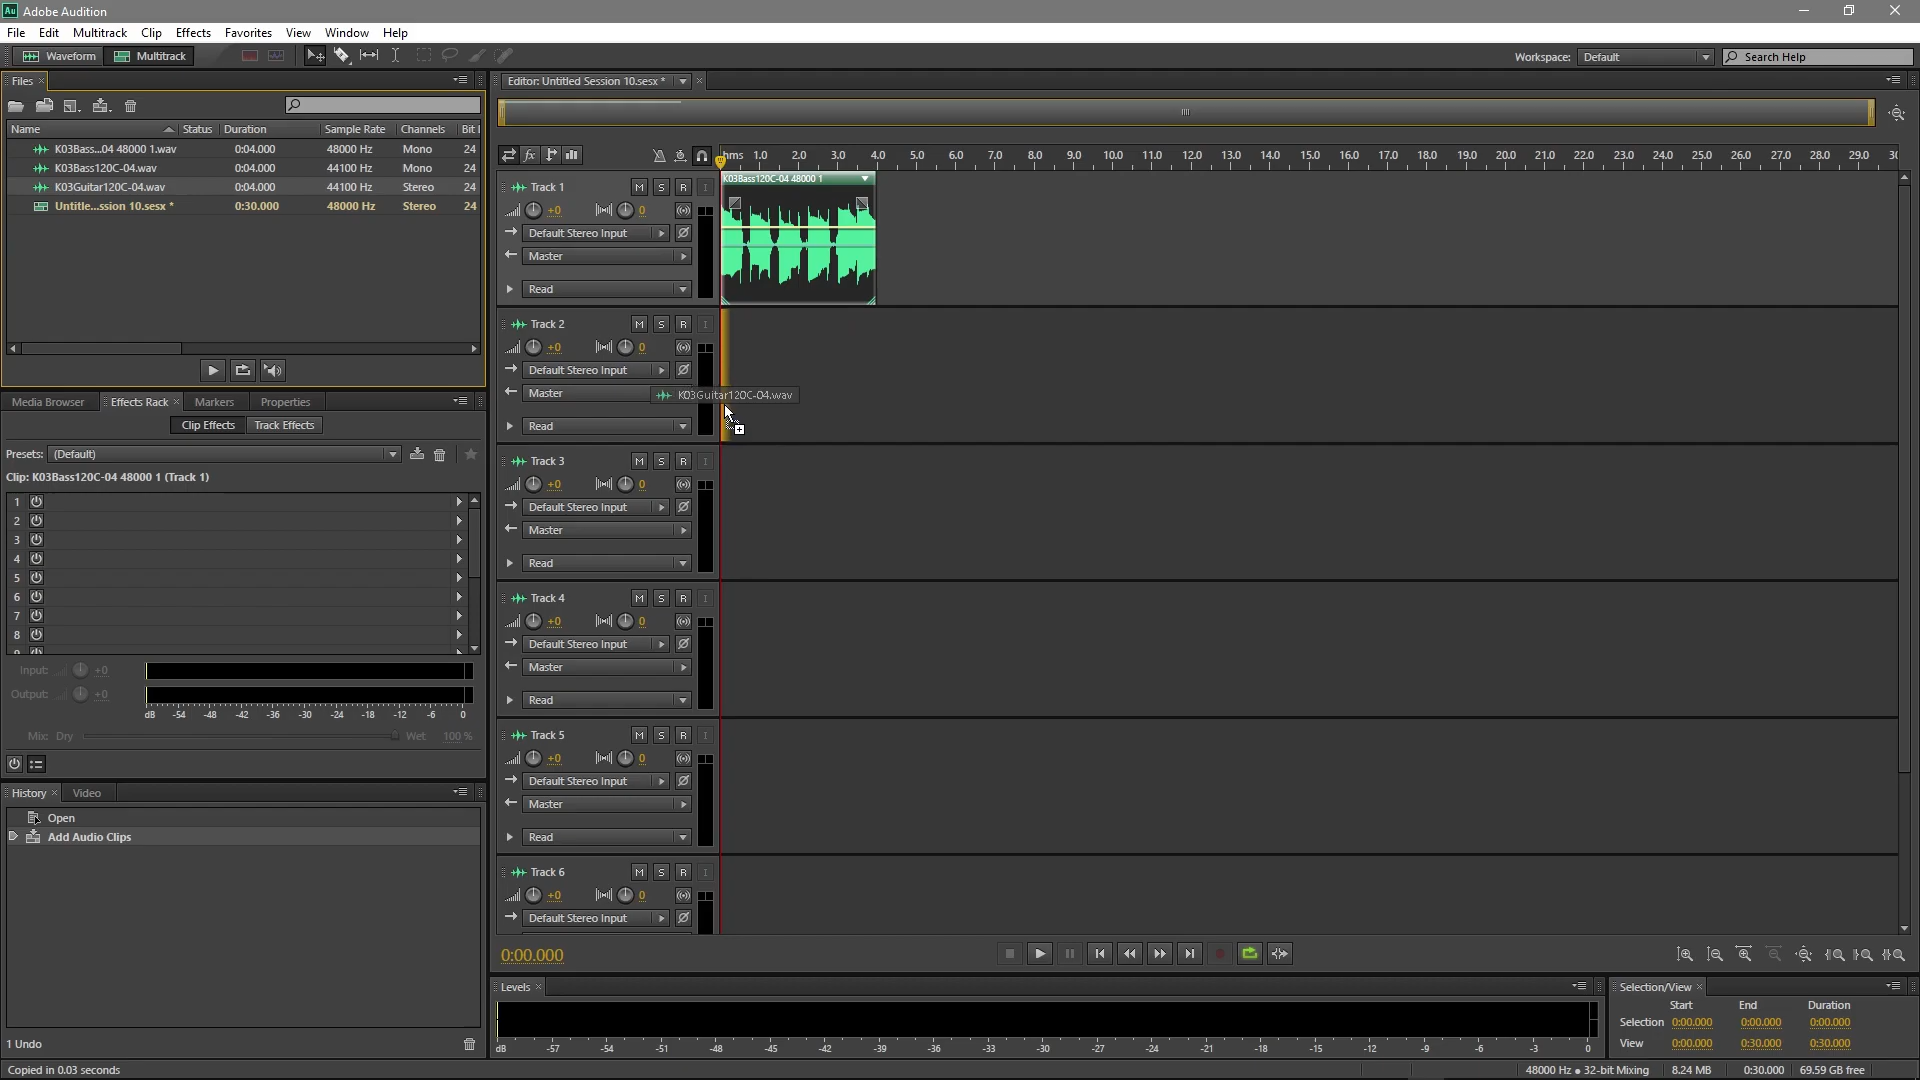 Au Adobe Audition
File Edit Multitrack Clip Effects Favorites View Window Help
Waveform Multitrack Workspace: Default Search Help
Files
Name Status Duration Sample Rate Channels Bit
K03Bass...04 48000 1.wav 0:04.000 48000 Hz Mono 24
K03Bass120C-04.wav 0:04.000 44100 Hz Mono 24
K03Guitar120C-04.wav 0:04.000 44100 Hz Stereo 24
Untitle...ssion 10.sesx * 0:30.000 48000 Hz Stereo 24
Media Browser Effects Rack Markers Properties
Clip Effects Track Effects
Presets: (Default)
Clip: K03Bass120C-04 48000 1 (Track 1)
1
2
3
4
5
6
7
8
Input: +0
Output: +0
dB -54 -48 -42 -36 -30 -24 -18 -12 -6 0
Mix: Dry Wet 100 %
History Video
Open
Add Audio Clips
1 Undo
Copied in 0.03 seconds
Editor: Untitled Session 10.sesx *
fx hms 1.0 2.0 3.0 4.0 5.0 6.0 7.0 8.0 9.0 10.0 11.0 12.0 13.0 14.0 15.0 16.0 17.0 18.0 19.0 20.0 21.0 22.0 23.0 24.0 25.0 26.0 27.0 28.0 29.0
Track 1 M S R I
K03Bass120C-04 48000 1
+0 0
Default Stereo Input
Master
Read
Track 2 M S R I
+0 0
Default Stereo Input
Master
K03Guitar120C-04.wav
Read
Track 3 M S R I
+0 0
Default Stereo Input
Master
Read
Track 4 M S R I
+0 0
Default Stereo Input
Master
Read
Track 5 M S R I
+0 0
Default Stereo Input
Master
Read
Track 6 M S R I
+0 0
Default Stereo Input
0:00.000
Levels
dB -57 -54 -51 -48 -45 -42 -39 -36 -33 -30 -27 -24 -21 -18 -15 -12 -9 -6 -3 0
Selection/View
Start End Duration
Selection 0:00.000 0:00.000 0:00.000
View 0:00.000 0:30.000 0:30.000
48000 Hz • 32-bit Mixing 8.24 MB 0:30.000 69.59 GB free